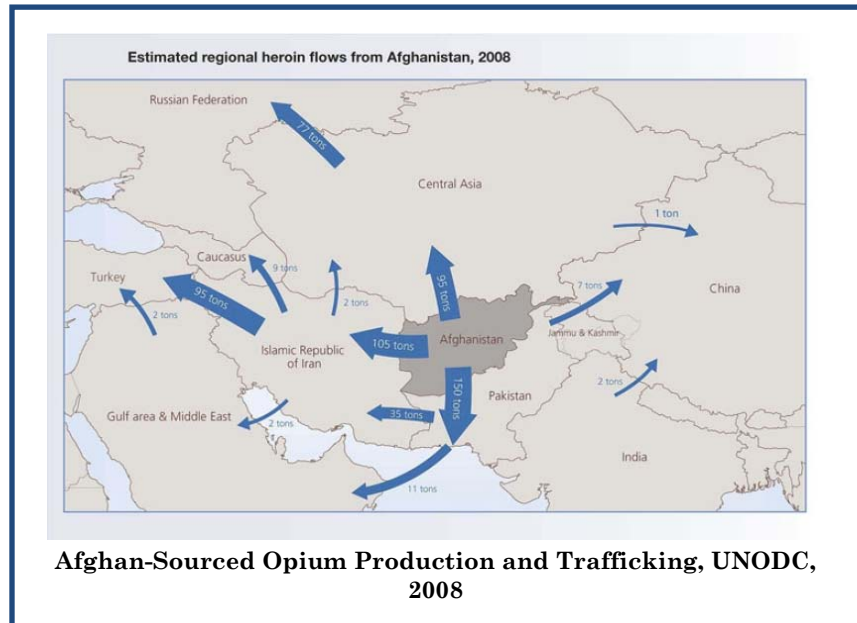 Estimated regional heroin flows from Afghanistan, 2008
Russian Federation
77 tons
Central Asia
1 ton
Caucasus
9 tons
Turkey
95 tons
2 tons
2 tons
95 tons
7 tons
China
Islamic Republic
of Iran
105 tons
Afghanistan
Jammu & Kashmir
150 tons
Pakistan
2 tons
Gulf area & Middle East
2 tons
35 tons
India
11 tons
Afghan-Sourced Opium Production and Trafficking, UNODC,
2008